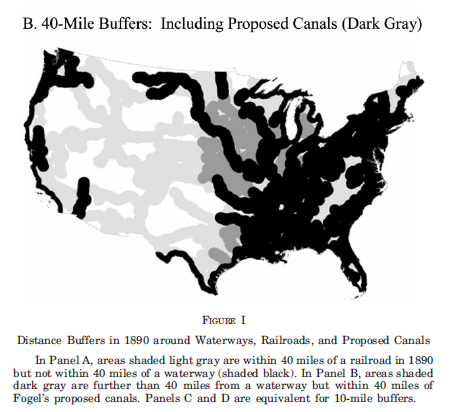 B. 40-Mile Buffers: Including Proposed Canals (Dark Gray)
FIGURE I
Distance Buffers in 1890 around Waterways, Railroads, and Proposed Canals
In Panel A, areas shaded light gray are within 40 miles of a railroad in 1890
but not within 40 miles of a waterway (shaded black). In Panel B, areas shaded
dark gray are further than 40 miles from a waterway but within 40 miles of
Fogel's proposed canals. Panels C and D are equivalent for 10-mile buffers.